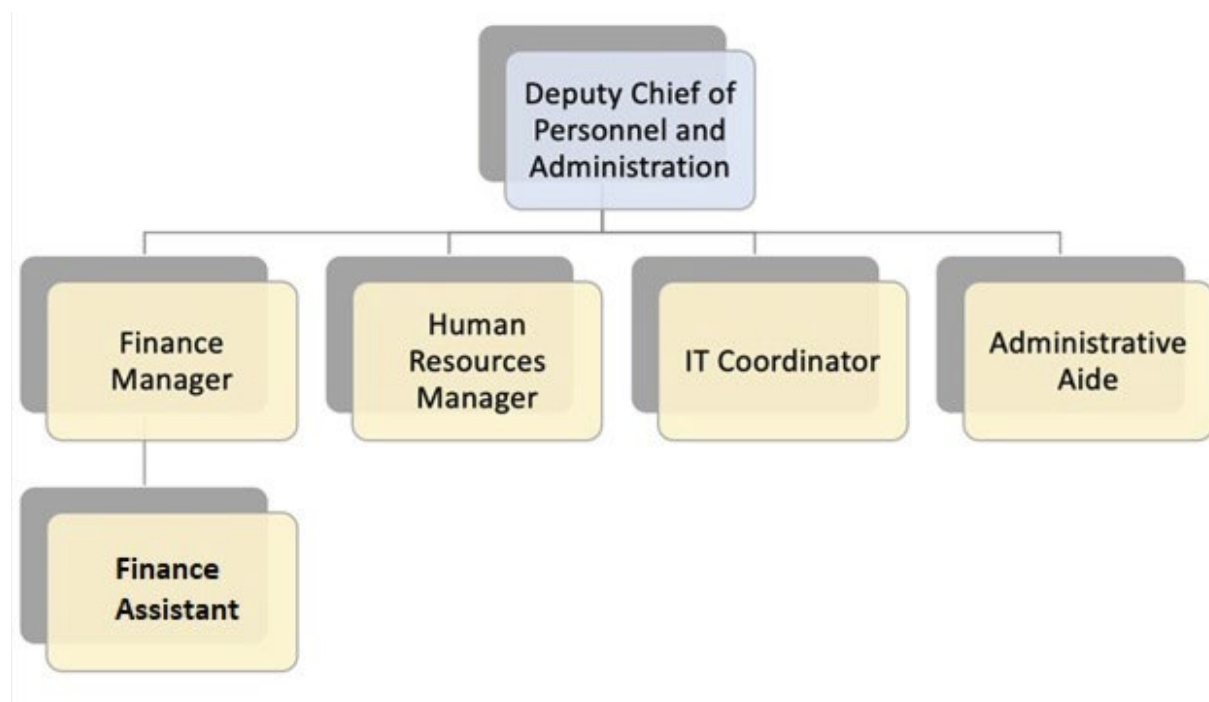 Deputy Chief of
Personnel and
Administration
Finance
Manager
Human
Resources
Manager
IT Coordinator
Administrative
Aide
Finance
Assistant